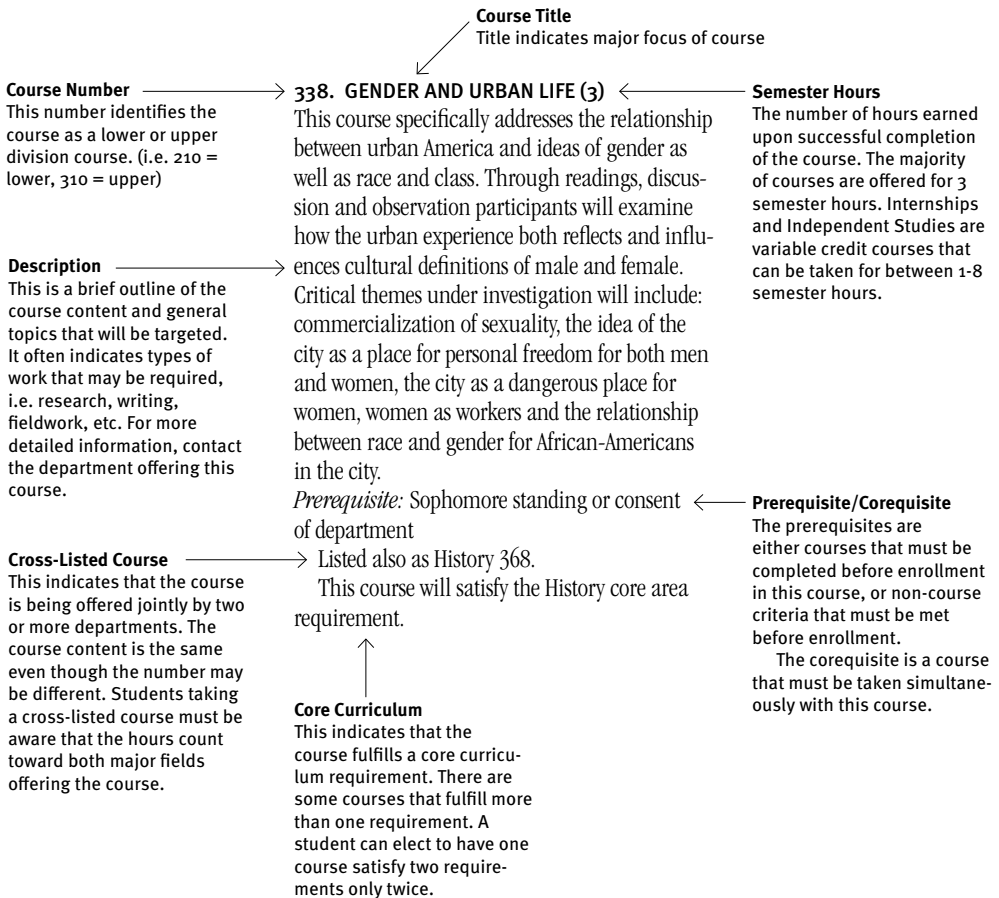 Course Title
Title indicates major focus of course
Course Number
This number identifies the
course as a lower or upper
division course. (i.e. 210 =
lower, 310 = upper)
Description
This is a brief outline of the
course content and general
topics that will be targeted.
It often indicates types of
work that may be required,
i.e. research, writing,
fieldwork, etc. For more
detailed information, contact
the department offering this
course.
Cross-Listed Course
This indicates that the course
is being offered jointly by two
or more departments. The
course content is the same
even though the number may
be different. Students taking
a cross-listed course must be
aware that the hours count
toward both major fields
offering the course.
338. GENDER AND URBAN LIFE (3)
This course specifically addresses the relationship
between urban America and ideas of gender as
well as race and class. Through readings, discus-
sion and observation participants will examine
how the urban experience both reflects and influ-
ences cultural definitions of male and female.
Critical themes under investigation will include:
commercialization of sexuality, the idea of the
city as a place for personal freedom for both men
and women, the city as a dangerous place for
women, women as workers and the relationship
between race and gender for African-Americans
in the city.
Prerequisite: Sophomore standing or consent
of department
Listed also as History 368.
This course will satisfy the History core area
requirement.
Core Curriculum
This indicates that the
course fulfills a core curricu-
lum requirement. There are
some courses that fulfill more
than one requirement. A
student can elect to have one
course satisfy two require-
ments only twice.
Semester Hours
The number of hours earned
upon successful completion
of the course. The majority
of courses are offered for 3
semester hours. Internships
and Independent Studies are
variable credit courses that
can be taken for between 1-8
semester hours.
Prerequisite/Corequisite
The prerequisites are
either courses that must be
completed before enrollment
in this course, or non-course
criteria that must be met
before enrollment.
The corequisite is a course
that must be taken simultane-
ously with this course.